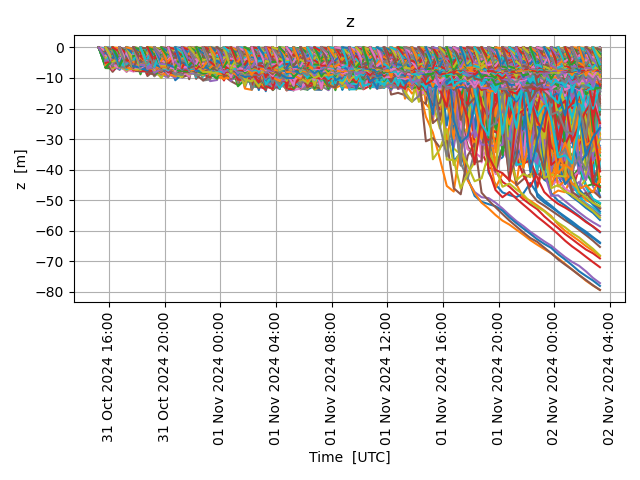 z
0
−10
−20
−30
−40
−50
−60
−70
−80
z [m]
31 Oct 2024 16:00
31 Oct 2024 20:00
01 Nov 2024 00:00
01 Nov 2024 04:00
01 Nov 2024 08:00
01 Nov 2024 12:00
01 Nov 2024 16:00
01 Nov 2024 20:00
02 Nov 2024 00:00
02 Nov 2024 04:00
Time [UTC]